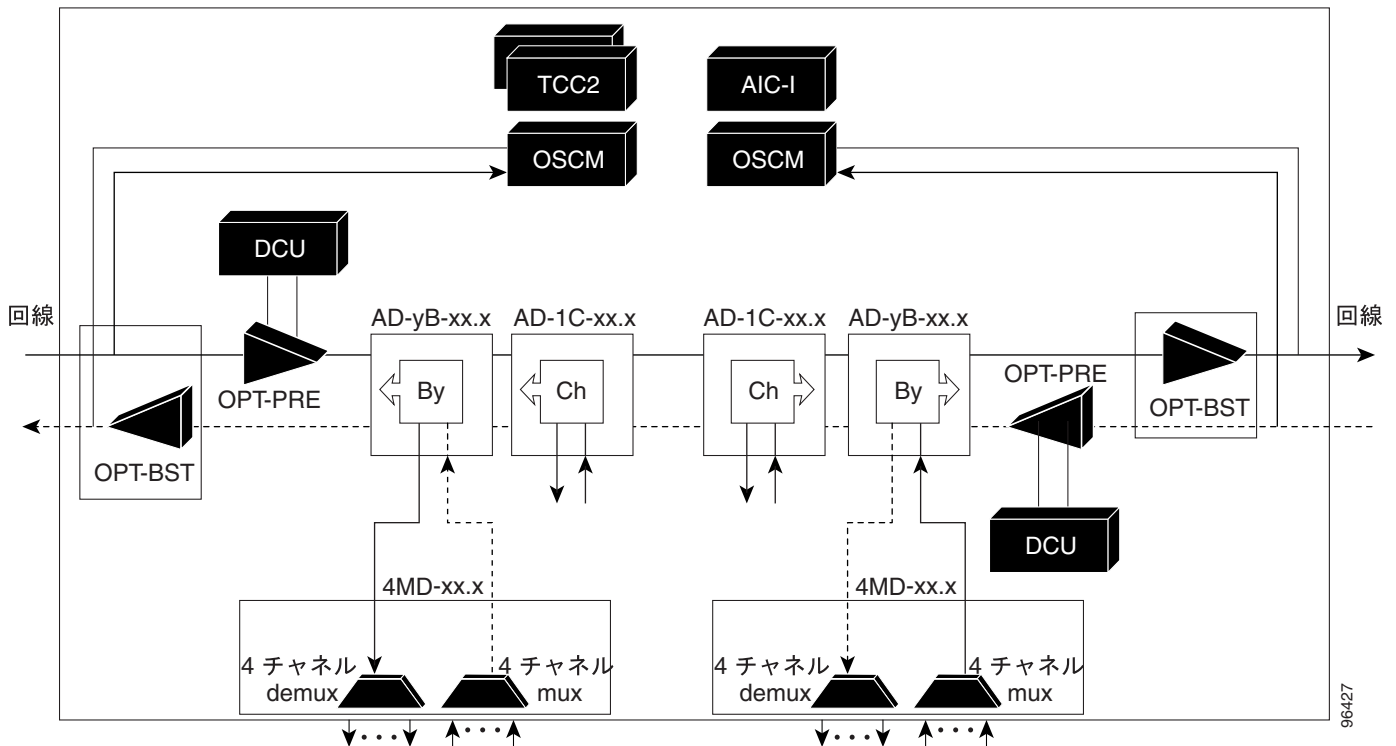 TCC2
AIC-I
OSCM
OSCM
DCU
回線
回線
AD-yB-xx.x
AD-1C-xx.x
AD-1C-xx.x
AD-yB-xx.x
By
Ch
Ch
By
OPT-PRE
OPT-PRE
OPT-BST
OPT-BST
DCU
4MD-xx.x
4MD-xx.x
4 チャネル
demux
4 チャネル
mux
4 チャネル
demux
4 チャネル
mux
96427